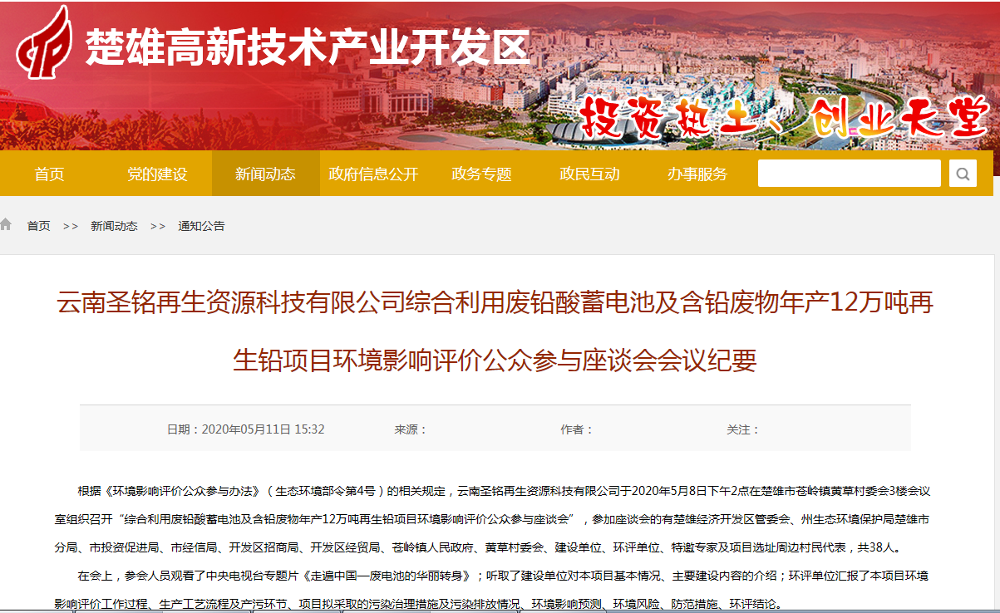 楚雄高新技术产业开发区
投资热土、创业天堂
首页 党的建设 新闻动态 政府信息公开 政务专题 政民互动 办事服务
首页 >> 新闻动态 >> 通知公告
云南圣铭再生资源科技有限公司综合利用废铅酸蓄电池及含铅废物年产12万吨再
生铅项目环境影响评价公众参与座谈会会议纪要
日期：2020年05月11日 15:32 来源： 作者： 关注：
根据《环境影响评价公众参与办法》（生态环境部令第4号）的相关规定，云南圣铭再生资源科技有限公司于2020年5月8日下午2点在楚雄市苍岭镇黄草村委会3楼会议
室组织召开“综合利用废铅酸蓄电池及含铅废物年产12万吨再生铅项目环境影响评价公众参与座谈会”，参加座谈会的有楚雄经济开发区管委会、州生态环境保护局楚雄市
分局、市投资促进局、市经信局、开发区招商局、开发区经贸局、苍岭镇人民政府、黄草村委会、建设单位、环评单位、特邀专家及项目选址周边村民代表，共38人。
在会上，参会人员观看了中央电视台专题片《走遍中国—废电池的华丽转身》；听取了建设单位对本项目基本情况、主要建设内容的介绍；环评单位汇报了本项目环境
影响评价工作过程、生产工艺流程及产污环节、项目拟采取的污染治理措施及污染排放情况、环境影响预测、环境风险、防范措施、环评结论。